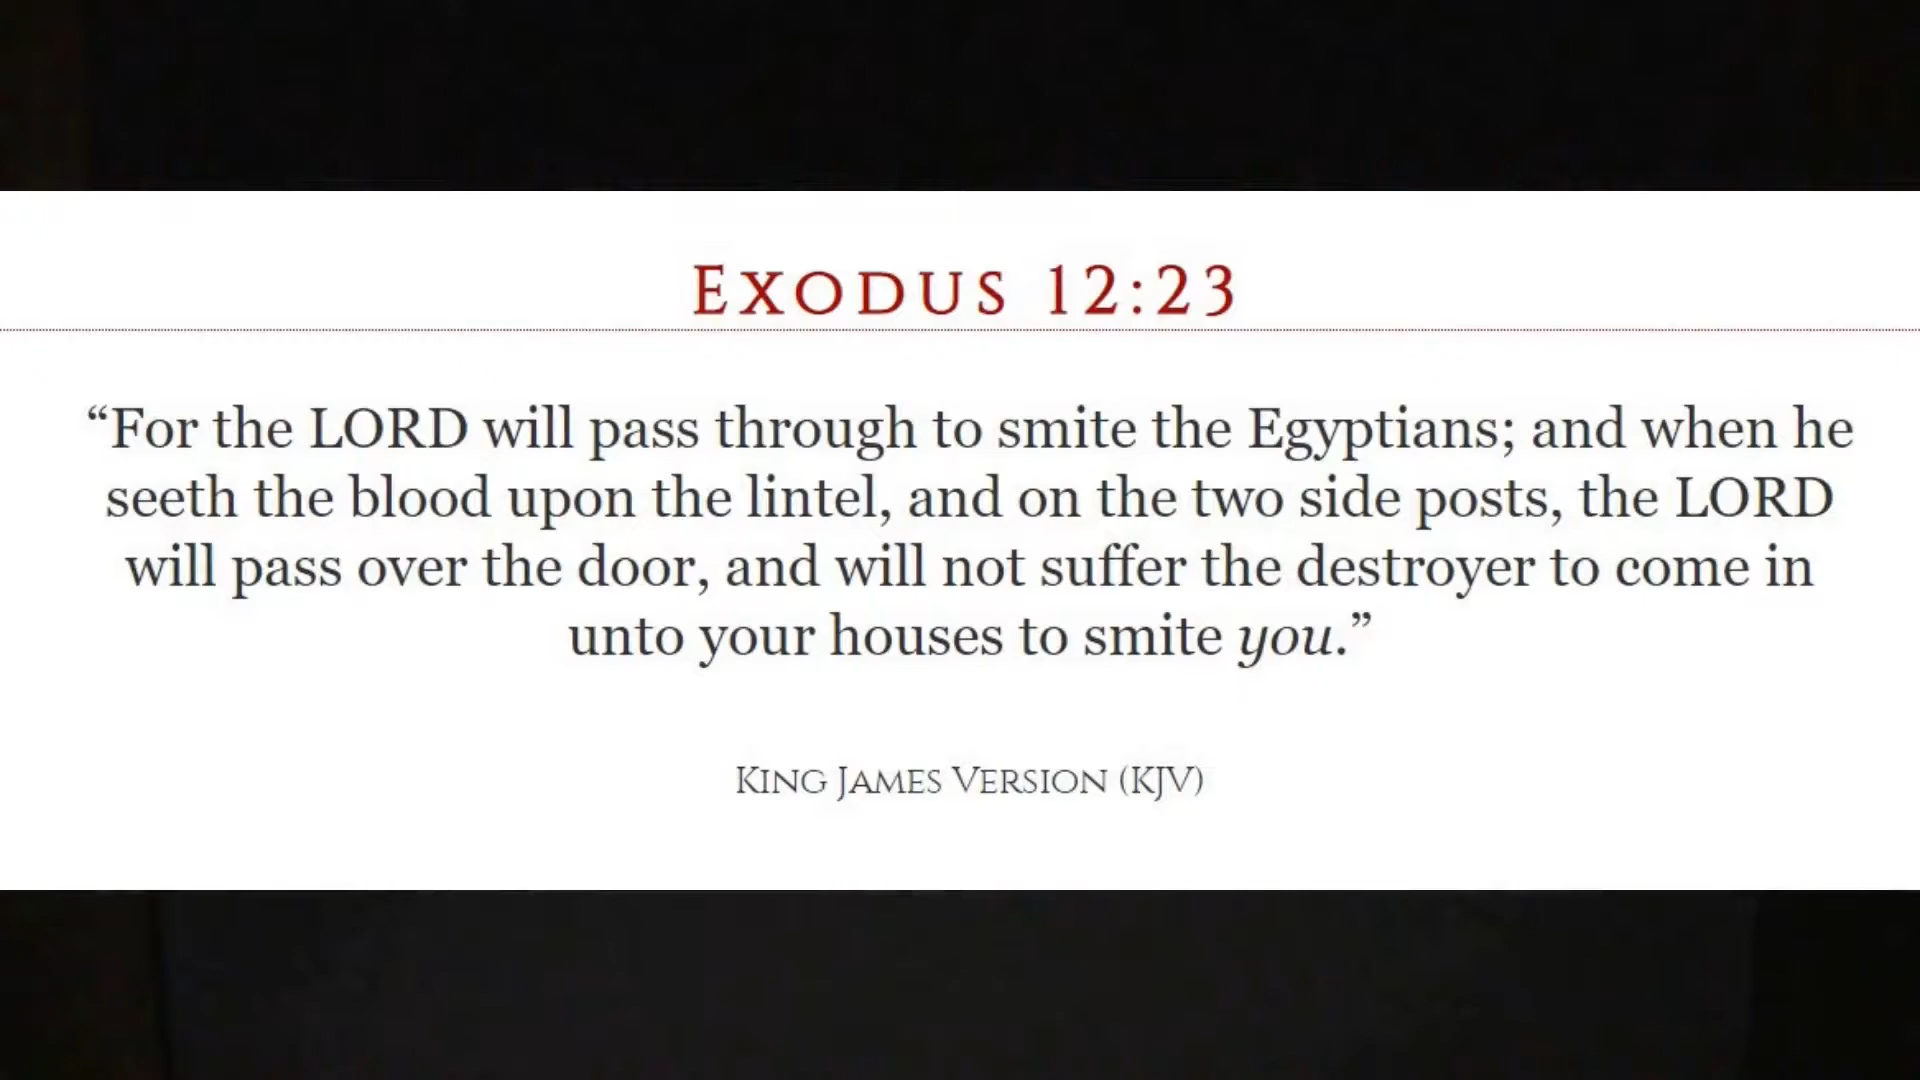 Exodus 12:23
“For the LORD will pass through to smite the Egyptians; and when he
seeth the blood upon the lintel, and on the two side posts, the LORD
will pass over the door, and will not suffer the destroyer to come in
unto your houses to smite you.”
King James Version (KJV)